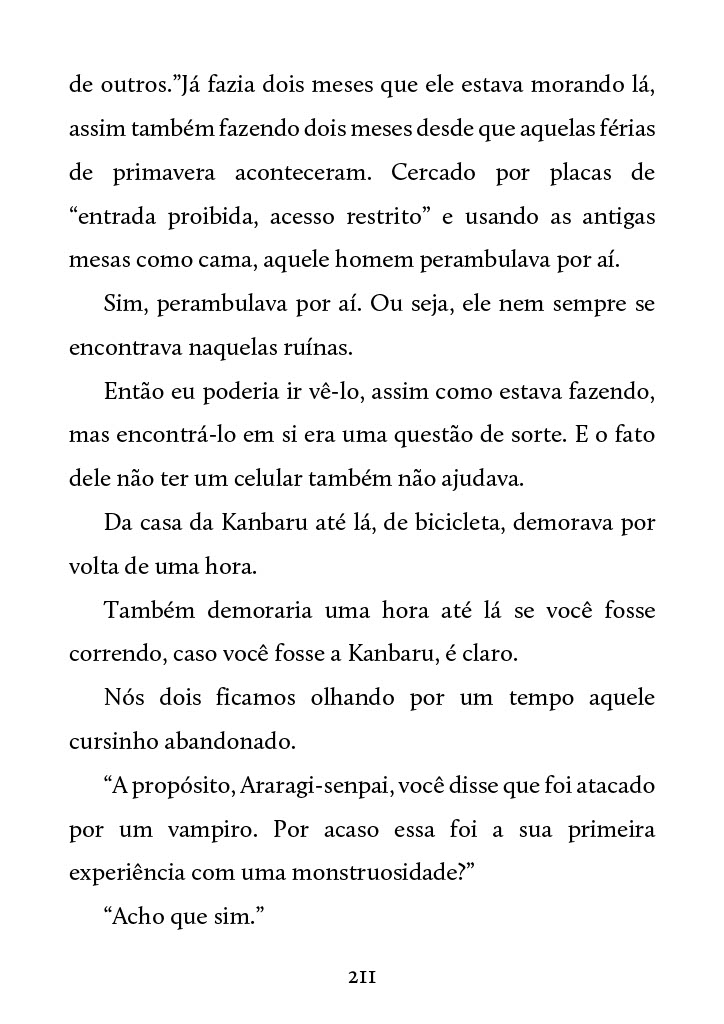 de outros.”Já fazia dois meses que ele estava morando lá,
assim também fazendo dois meses desde que aquelas férias
de primavera aconteceram. Cercado por placas de
“entrada proibida, acesso restrito” e usando as antigas
mesas como cama, aquele homem perambulava por aí.
Sim, perambulava por aí. Ou seja, ele nem sempre se
encontrava naquelas ruínas.
Então eu poderia ir vê-lo, assim como estava fazendo,
mas encontrá-lo em si era uma questão de sorte. E o fato
dele não ter um celular também não ajudava.
Da casa da Kanbaru até lá, de bicicleta, demorava por
volta de uma hora.
Também demoraria uma hora até lá se você fosse
correndo, caso você fosse a Kanbaru, é claro.
Nós dois ficamos olhando por um tempo aquele
cursinho abandonado.
“A propósito, Araragi-senpai, você disse que foi atacado
por um vampiro. Por acaso essa foi a sua primeira
experiência com uma monstruosidade?”
“Acho que sim.”
211